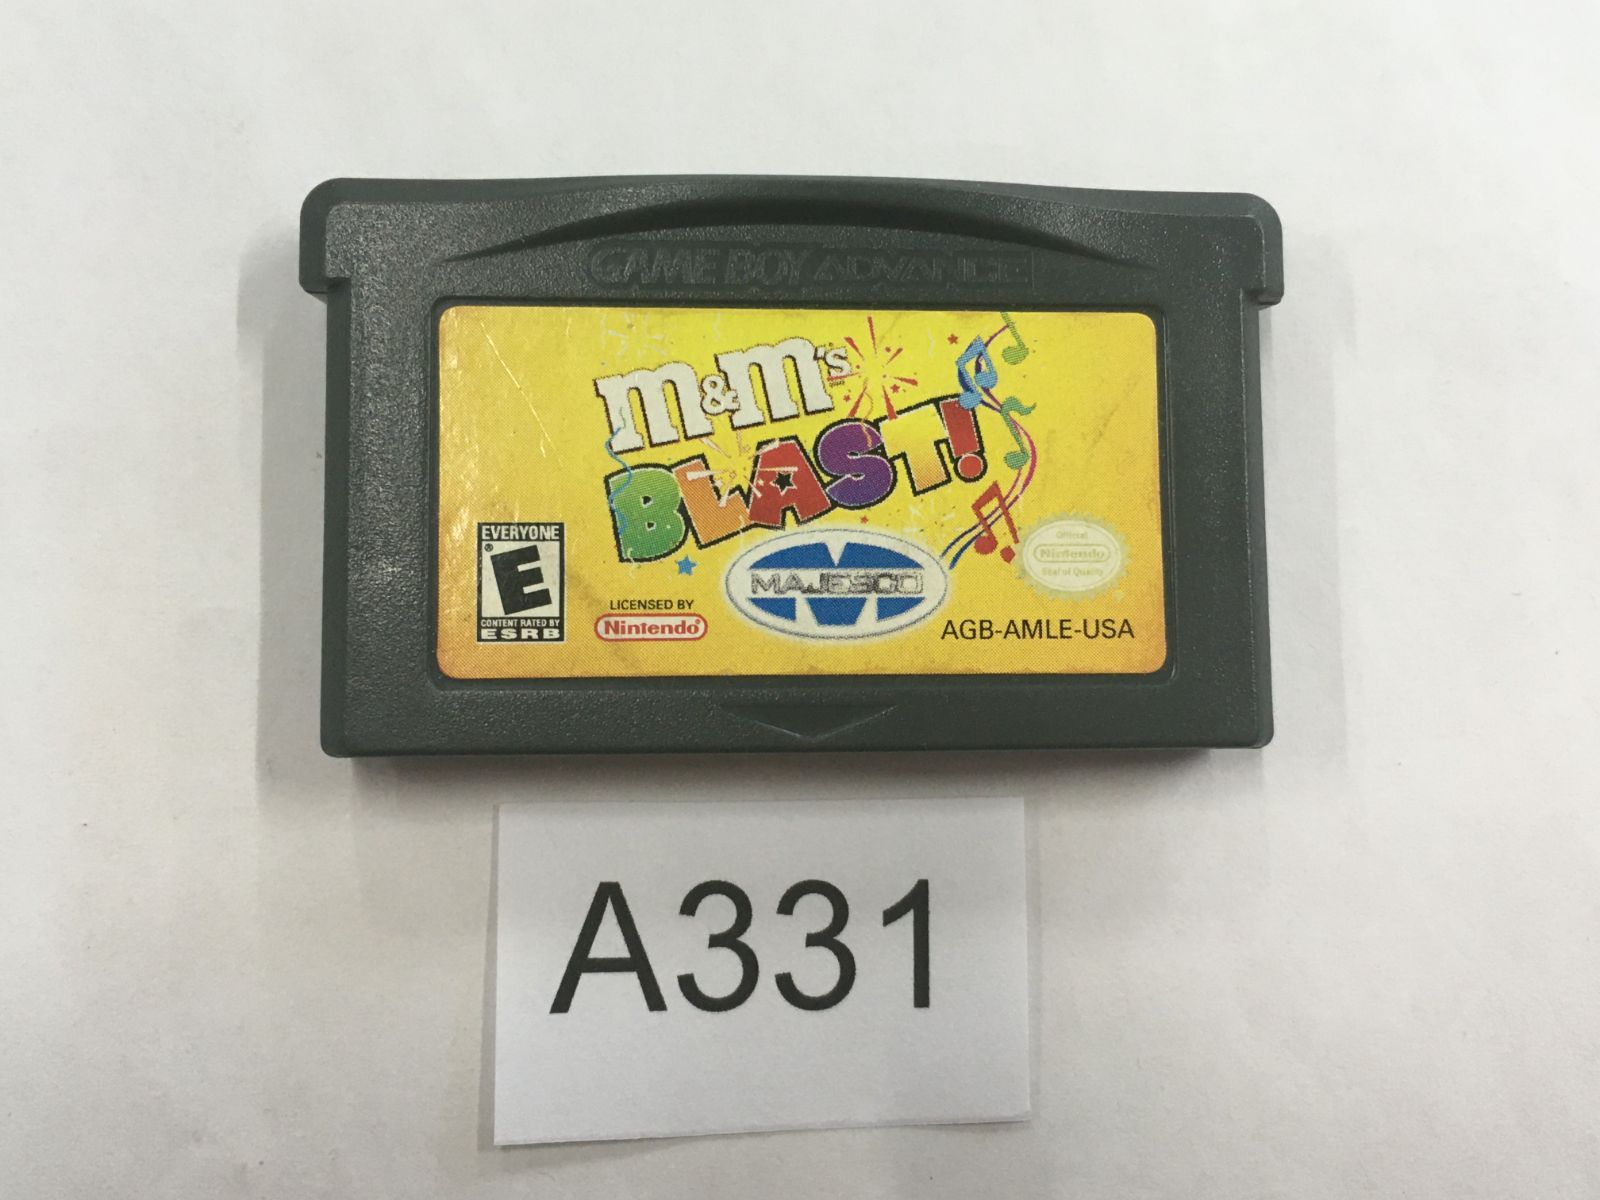 GAME BOY ADVANCE
m&m's
BLAST!
EVERYONE
E
CONTENT RATED BY
ESRB
LICENSED BY
Nintendo
MAJESCO
Official
Nintendo
Seal of Quality
AGB-AMLE-USA
A331